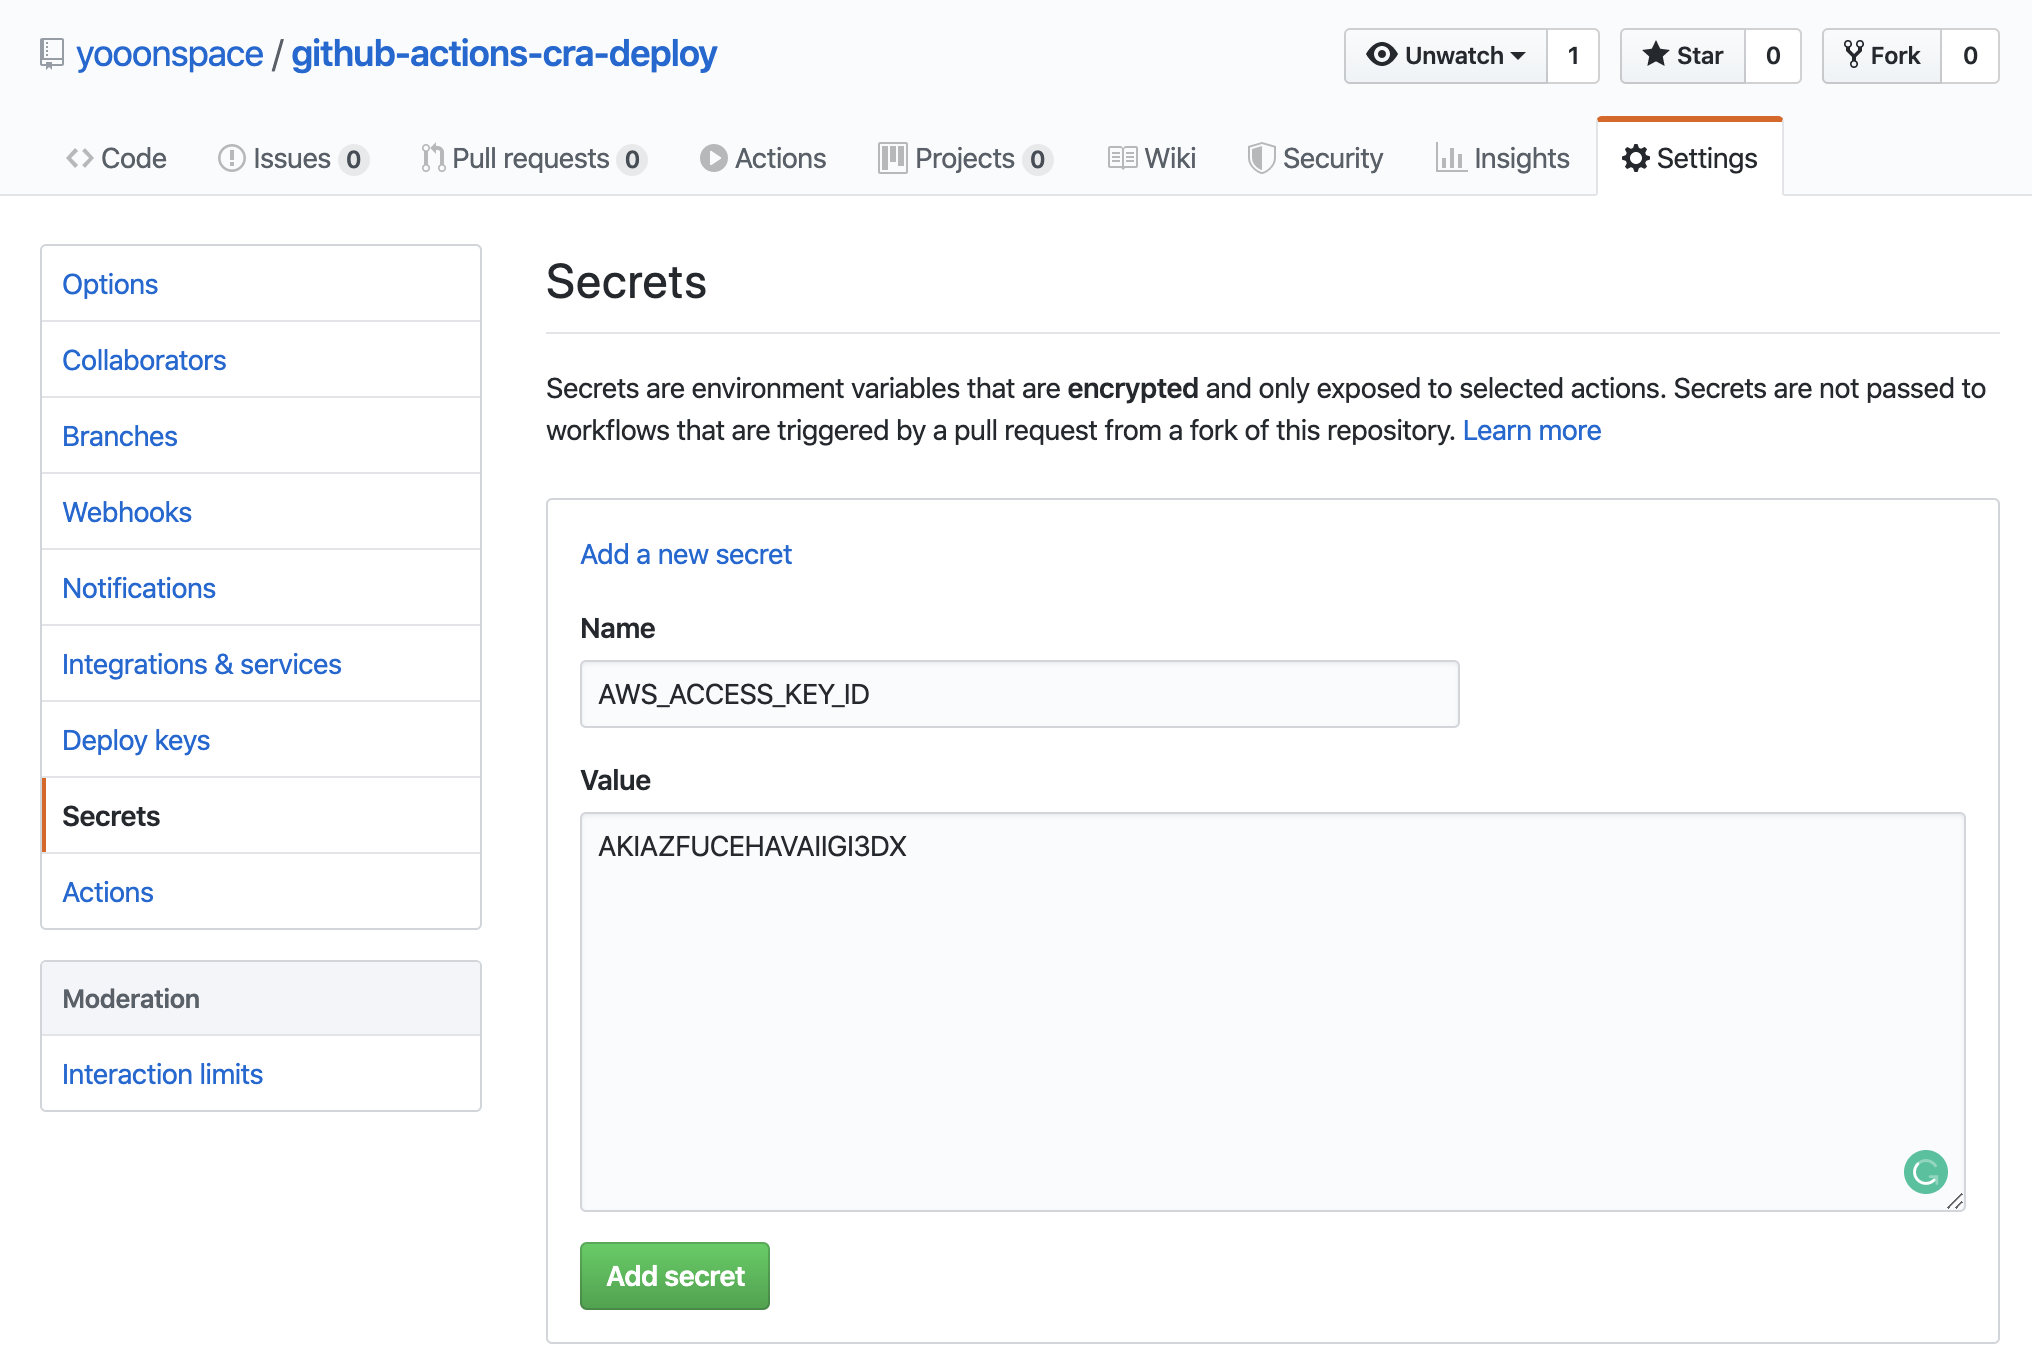 yooonspace / github-actions-cra-deploy
Unwatch 1 Star 0 Fork 0
Code Issues 0 Pull requests 0 Actions Projects 0 Wiki Security Insights Settings
Options
Collaborators
Branches
Webhooks
Notifications
Integrations & services
Deploy keys
Secrets
Actions
Moderation
Interaction limits
Secrets
Secrets are environment variables that are encrypted and only exposed to selected actions. Secrets are not passed to
workflows that are triggered by a pull request from a fork of this repository. Learn more
Add a new secret
Name
AWS_ACCESS_KEY_ID
Value
AKIAZFUCEHAVAIIGI3DX
Add secret